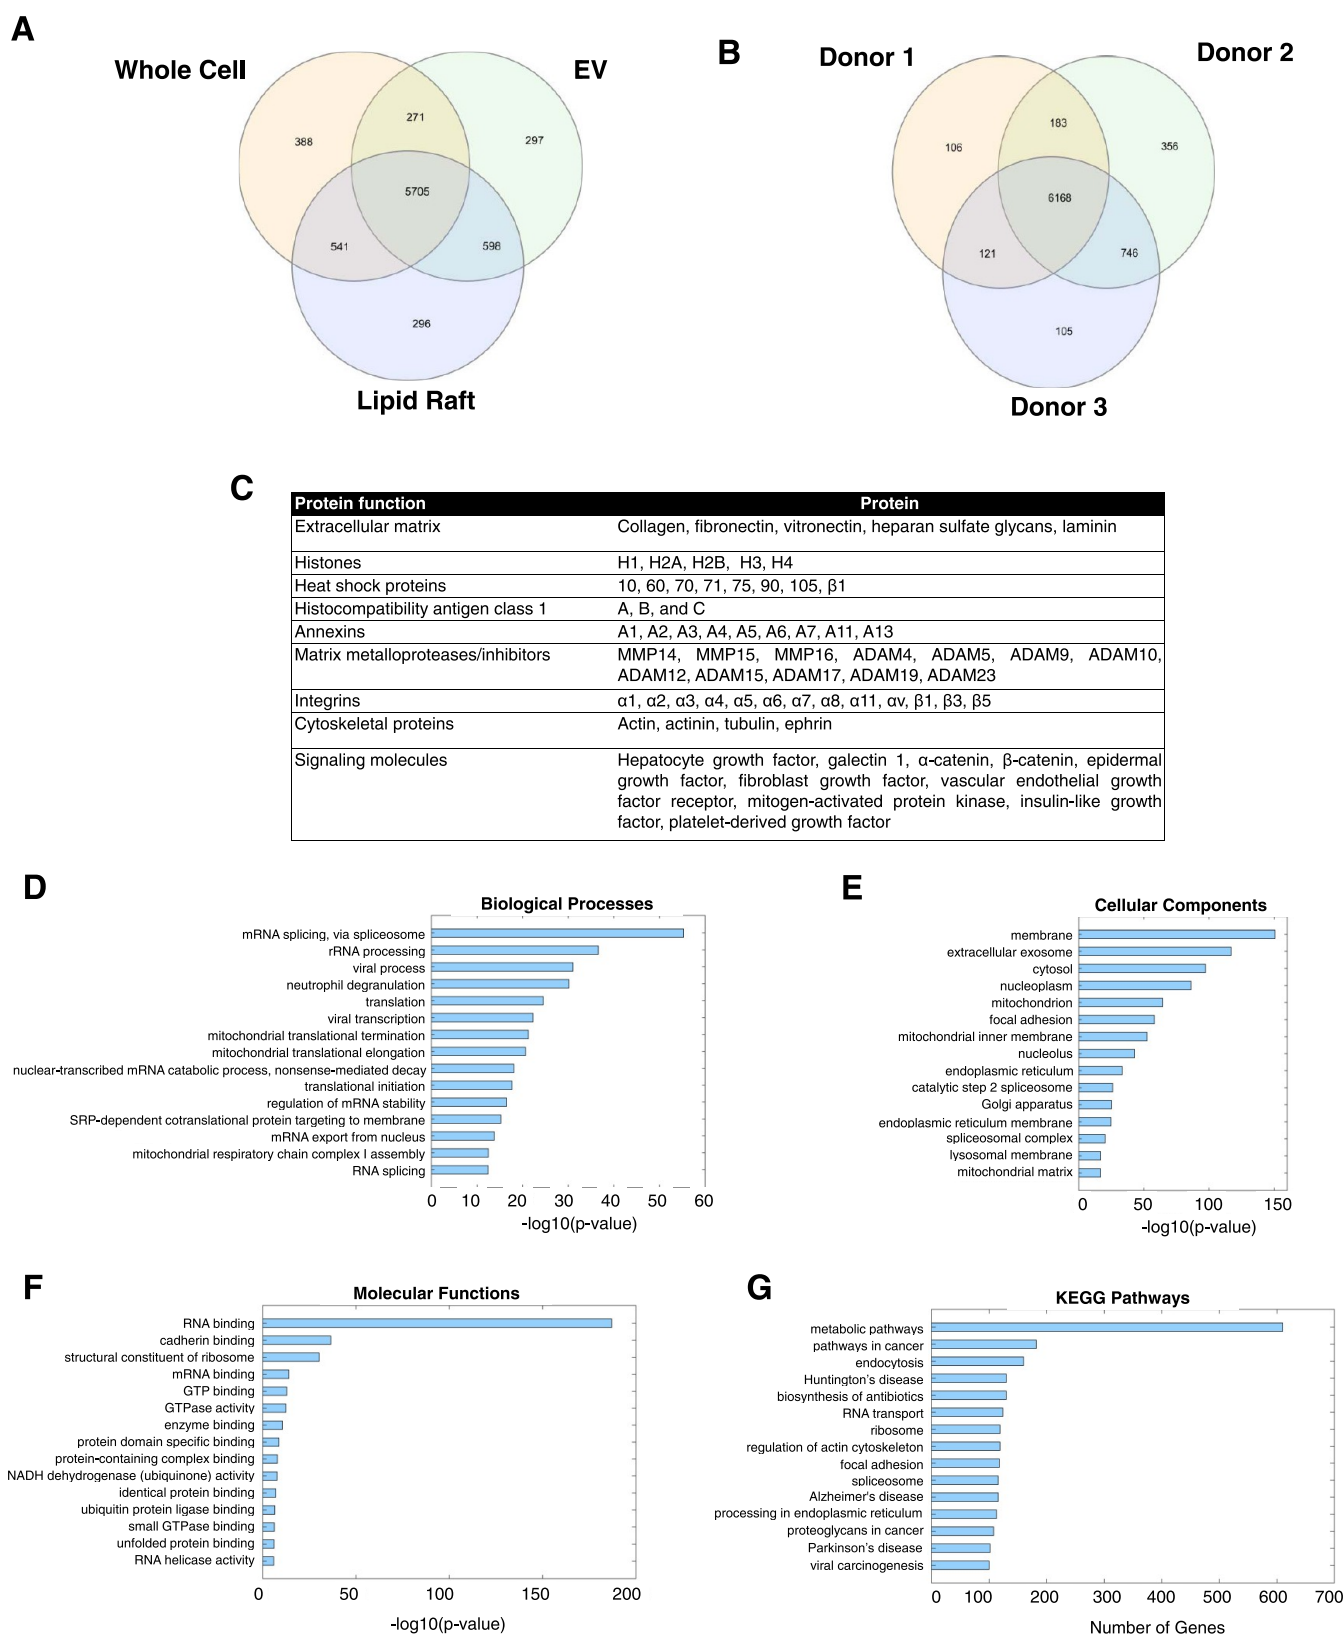 A
Whole Cell
EV
271
388
297
5705
541
598
296
Lipid Raft
B
Donor 1
Donor 2
183
106
356
6168
121
746
105
Donor 3
C
Protein function Protein
Extracellular matrix Collagen, fibronectin, vitronectin, heparan sulfate glycans, laminin
Histones H1, H2A, H2B, H3, H4
Heat shock proteins 10, 60, 70, 71, 75, 90, 105, β1
Histocompatibility antigen class 1 A, B, and C
Annexins A1, A2, A3, A4, A5, A6, A7, A11, A13
Matrix metalloproteases/inhibitors MMP14, MMP15, MMP16, ADAM4, ADAM5, ADAM9, ADAM10,
ADAM12, ADAM15, ADAM17, ADAM19, ADAM23
Integrins α1, α2, α3, α4, α5, α6, α7, α8, α11, αv, β1, β3, β5
Cytoskeletal proteins Actin, actinin, tubulin, ephrin
Signaling molecules Hepatocyte growth factor, galectin 1, α-catenin, β-catenin, epidermal
growth factor, fibroblast growth factor, vascular endothelial growth
factor receptor, mitogen-activated protein kinase, insulin-like growth
factor, platelet-derived growth factor
D
Biological Processes
mRNA splicing, via spliceosome
rRNA processing
viral process
neutrophil degranulation
translation
viral transcription
mitochondrial translational termination
mitochondrial translational elongation
nuclear-transcribed mRNA catabolic process, nonsense-mediated decay
translational initiation
regulation of mRNA stability
SRP-dependent cotranslational protein targeting to membrane
mRNA export from nucleus
mitochondrial respiratory chain complex I assembly
RNA splicing
0 10 20 30 40 50 60
-log10(p-value)
E
Cellular Components
membrane
extracellular exosome
cytosol
nucleoplasm
mitochondrion
focal adhesion
mitochondrial inner membrane
nucleolus
endoplasmic reticulum
catalytic step 2 spliceosome
Golgi apparatus
endoplasmic reticulum membrane
spliceosomal complex
lysosomal membrane
mitochondrial matrix
0 50 100 150
-log10(p-value)
F
Molecular Functions
RNA binding
cadherin binding
structural constituent of ribosome
mRNA binding
GTP binding
GTPase activity
enzyme binding
protein domain specific binding
protein-containing complex binding
NADH dehydrogenase (ubiquinone) activity
identical protein binding
ubiquitin protein ligase binding
small GTPase binding
unfolded protein binding
RNA helicase activity
0 50 100 150 200
-log10(p-value)
G
KEGG Pathways
metabolic pathways
pathways in cancer
endocytosis
Huntington's disease
biosynthesis of antibiotics
RNA transport
ribosome
regulation of actin cytoskeleton
focal adhesion
spliceosome
Alzheimer's disease
processing in endoplasmic reticulum
proteoglycans in cancer
Parkinson's disease
viral carcinogenesis
0 100 200 300 400 500 600 700
Number of Genes